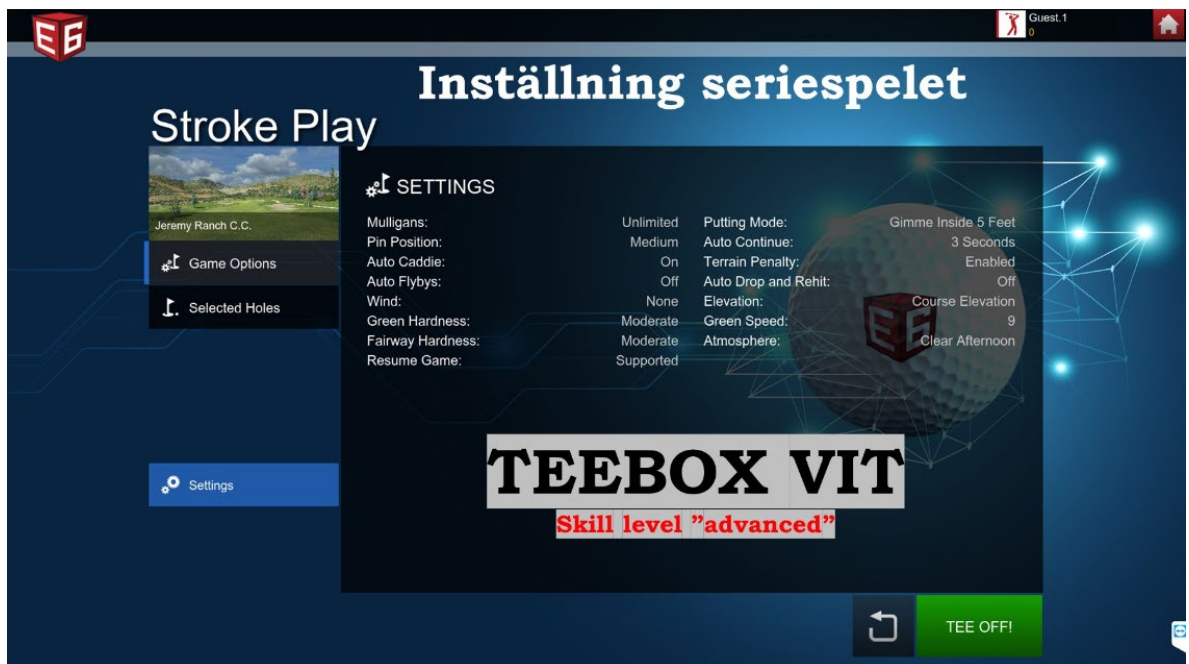 E6
Guest.1
0
Inställning seriespelet
Stroke Play
Jeremy Ranch C.C.
Game Options
Selected Holes
Settings
SETTINGS
Mulligans: Unlimited
Pin Position: Medium
Auto Caddie: On
Auto Flybys: Off
Wind: None
Green Hardness: Moderate
Fairway Hardness: Moderate
Resume Game: Supported
Putting Mode: Gimme Inside 5 Feet
Auto Continue: 3 Seconds
Terrain Penalty: Enabled
Auto Drop and Rehit: Off
Elevation: Course Elevation
Green Speed: 9
Atmosphere: Clear Afternoon
E6
TEEBOX VIT
Skill level ”advanced”
TEE OFF!